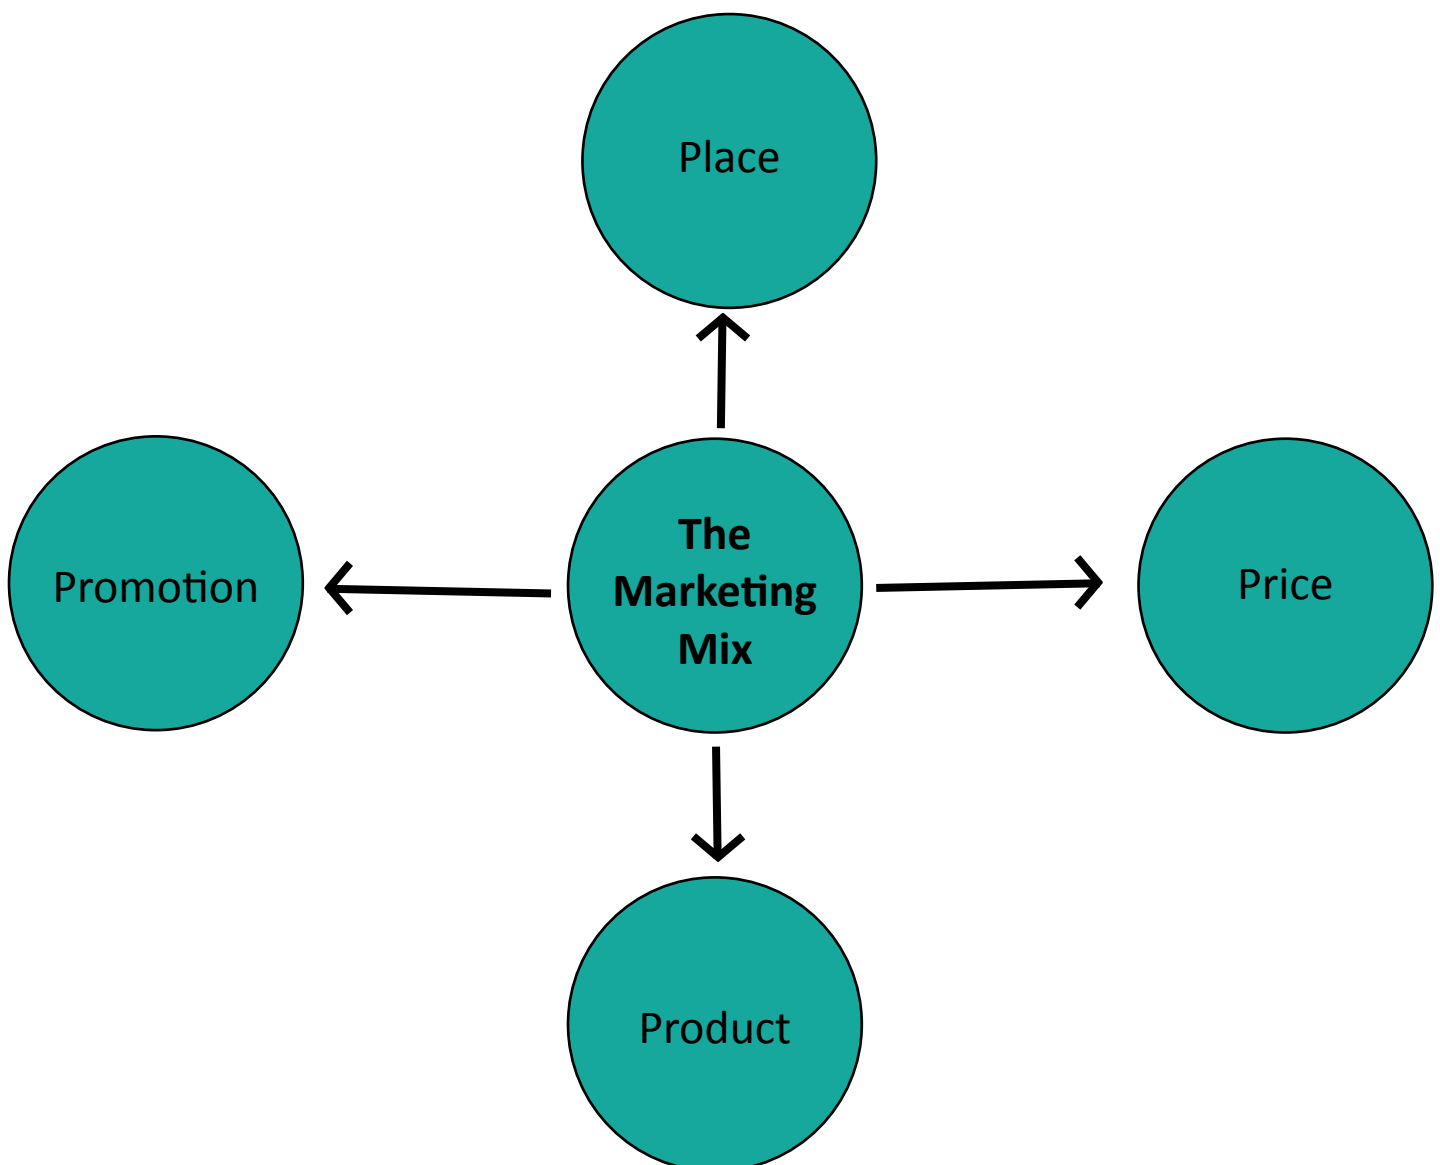 Place
Promotion
The
Marketing
Mix
Price
Product